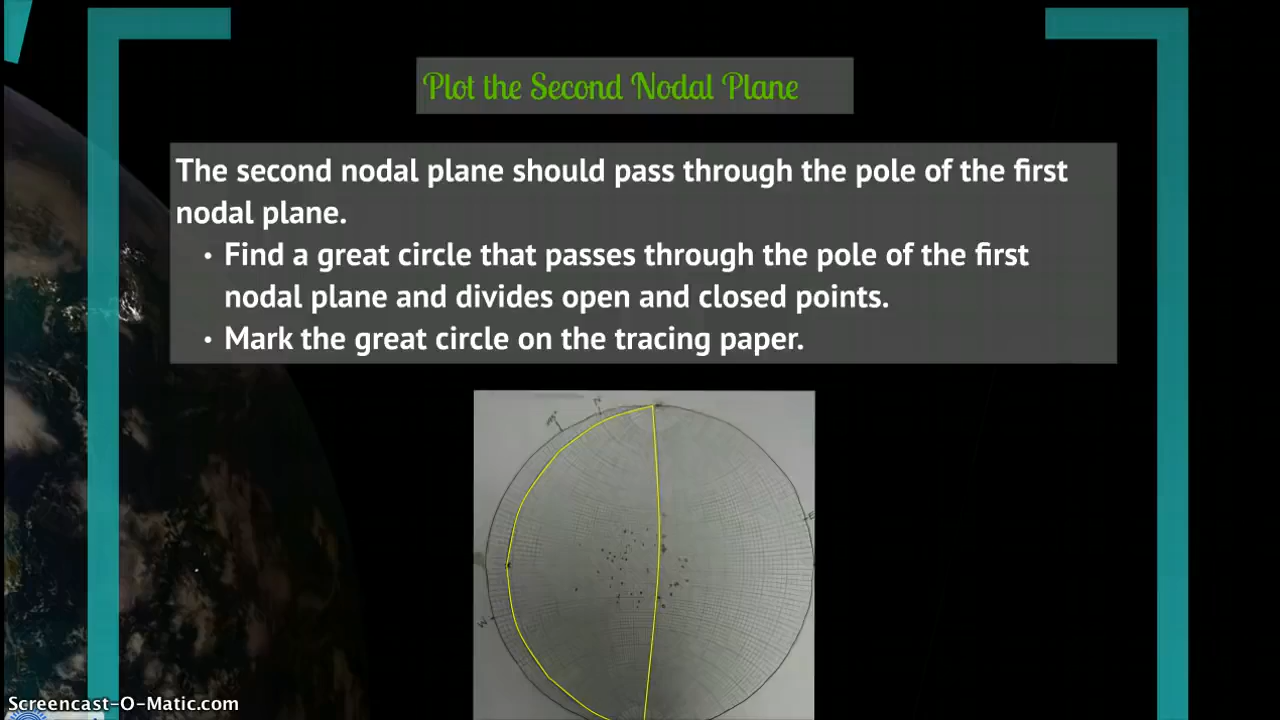 Plot the Second Nodal Plane
The second nodal plane should pass through the pole of the first
nodal plane.
• Find a great circle that passes through the pole of the first
nodal plane and divides open and closed points.
• Mark the great circle on the tracing paper.
Screencast-O-Matic.com